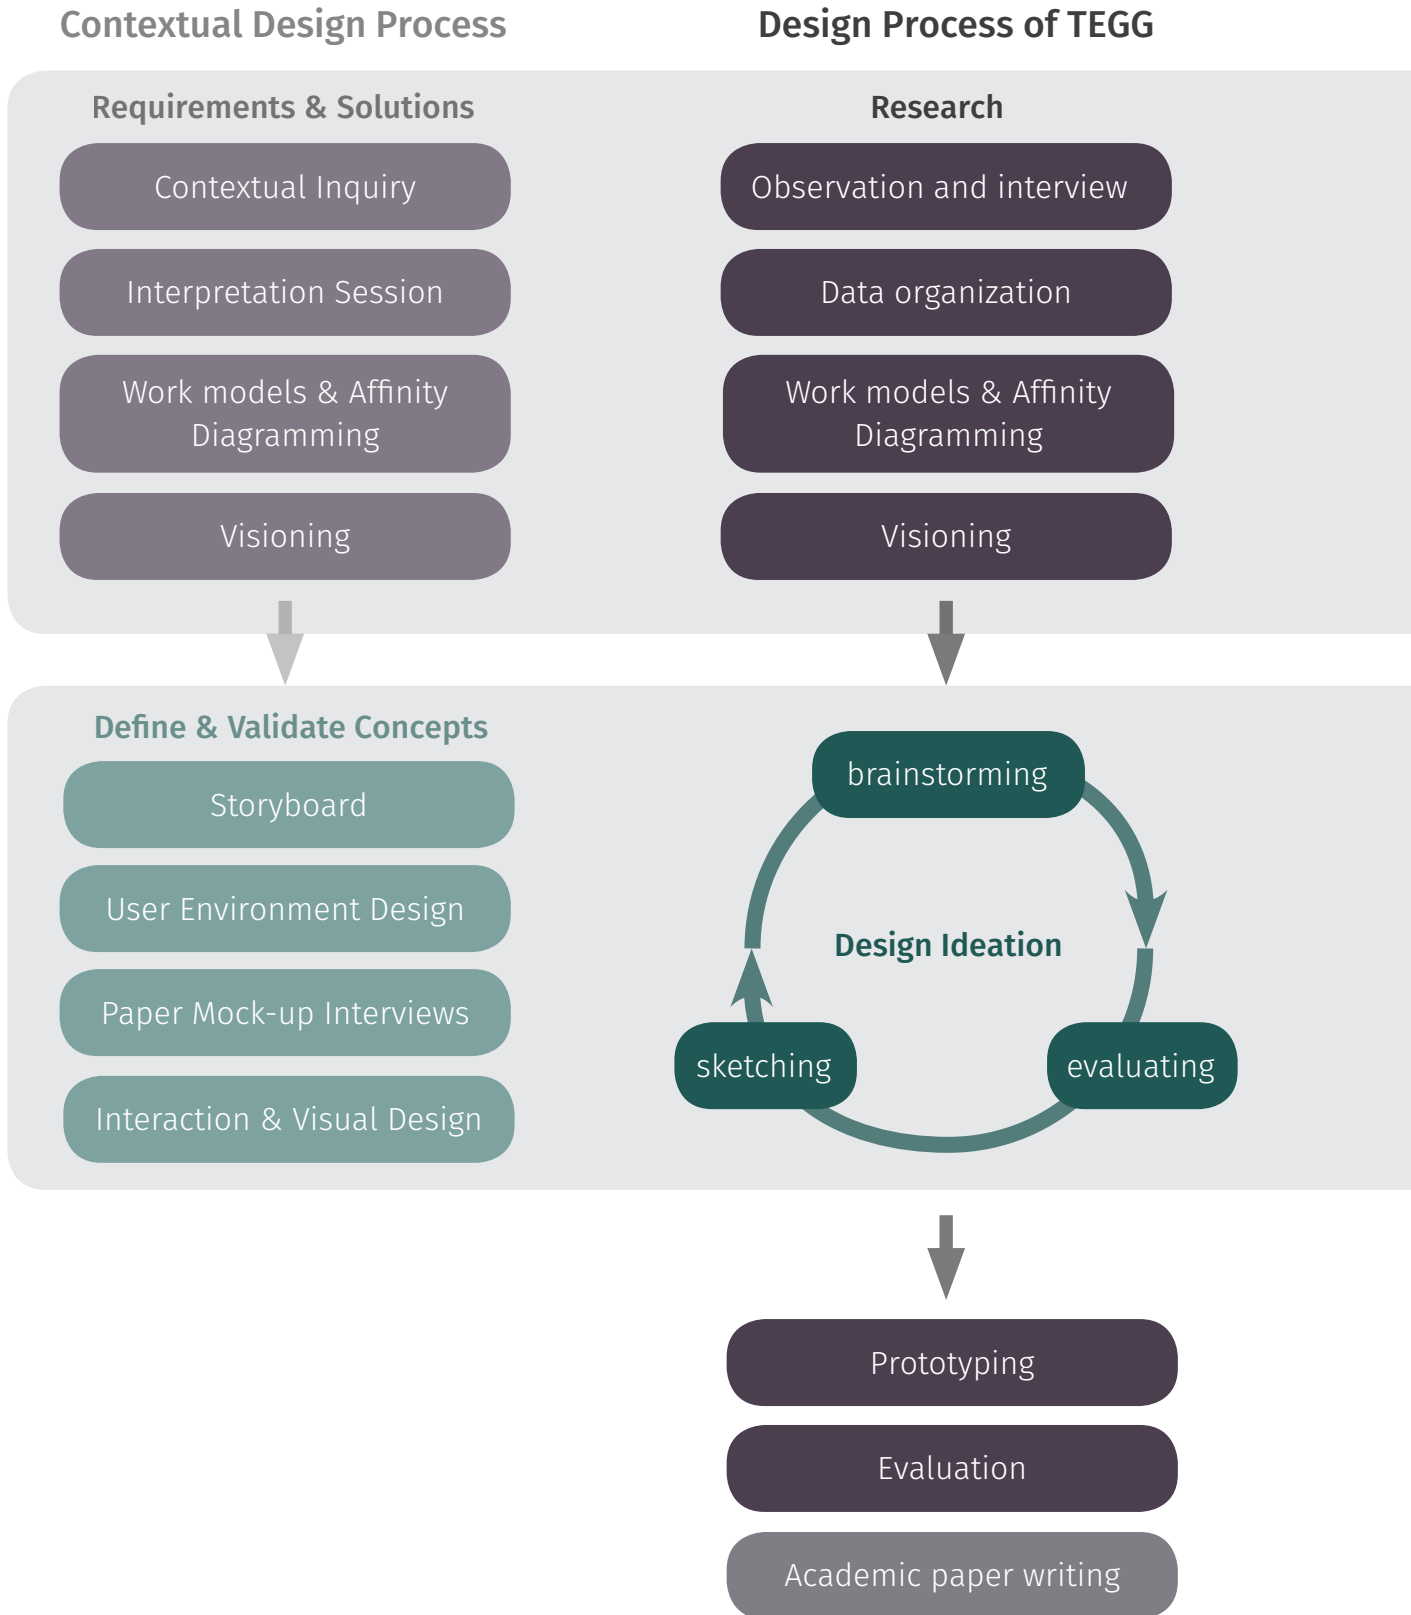 Contextual Design Process
Design Process of TEGG
Requirements & Solutions
Contextual Inquiry
Interpretation Session
Work models & Affinity
Diagramming
Visioning
Research
Observation and interview
Data organization
Work models & Affinity
Diagramming
Visioning
Define & Validate Concepts
Storyboard
User Environment Design
Paper Mock-up Interviews
Interaction & Visual Design
brainstorming
Design Ideation
sketching
evaluating
Prototyping
Evaluation
Academic paper writing